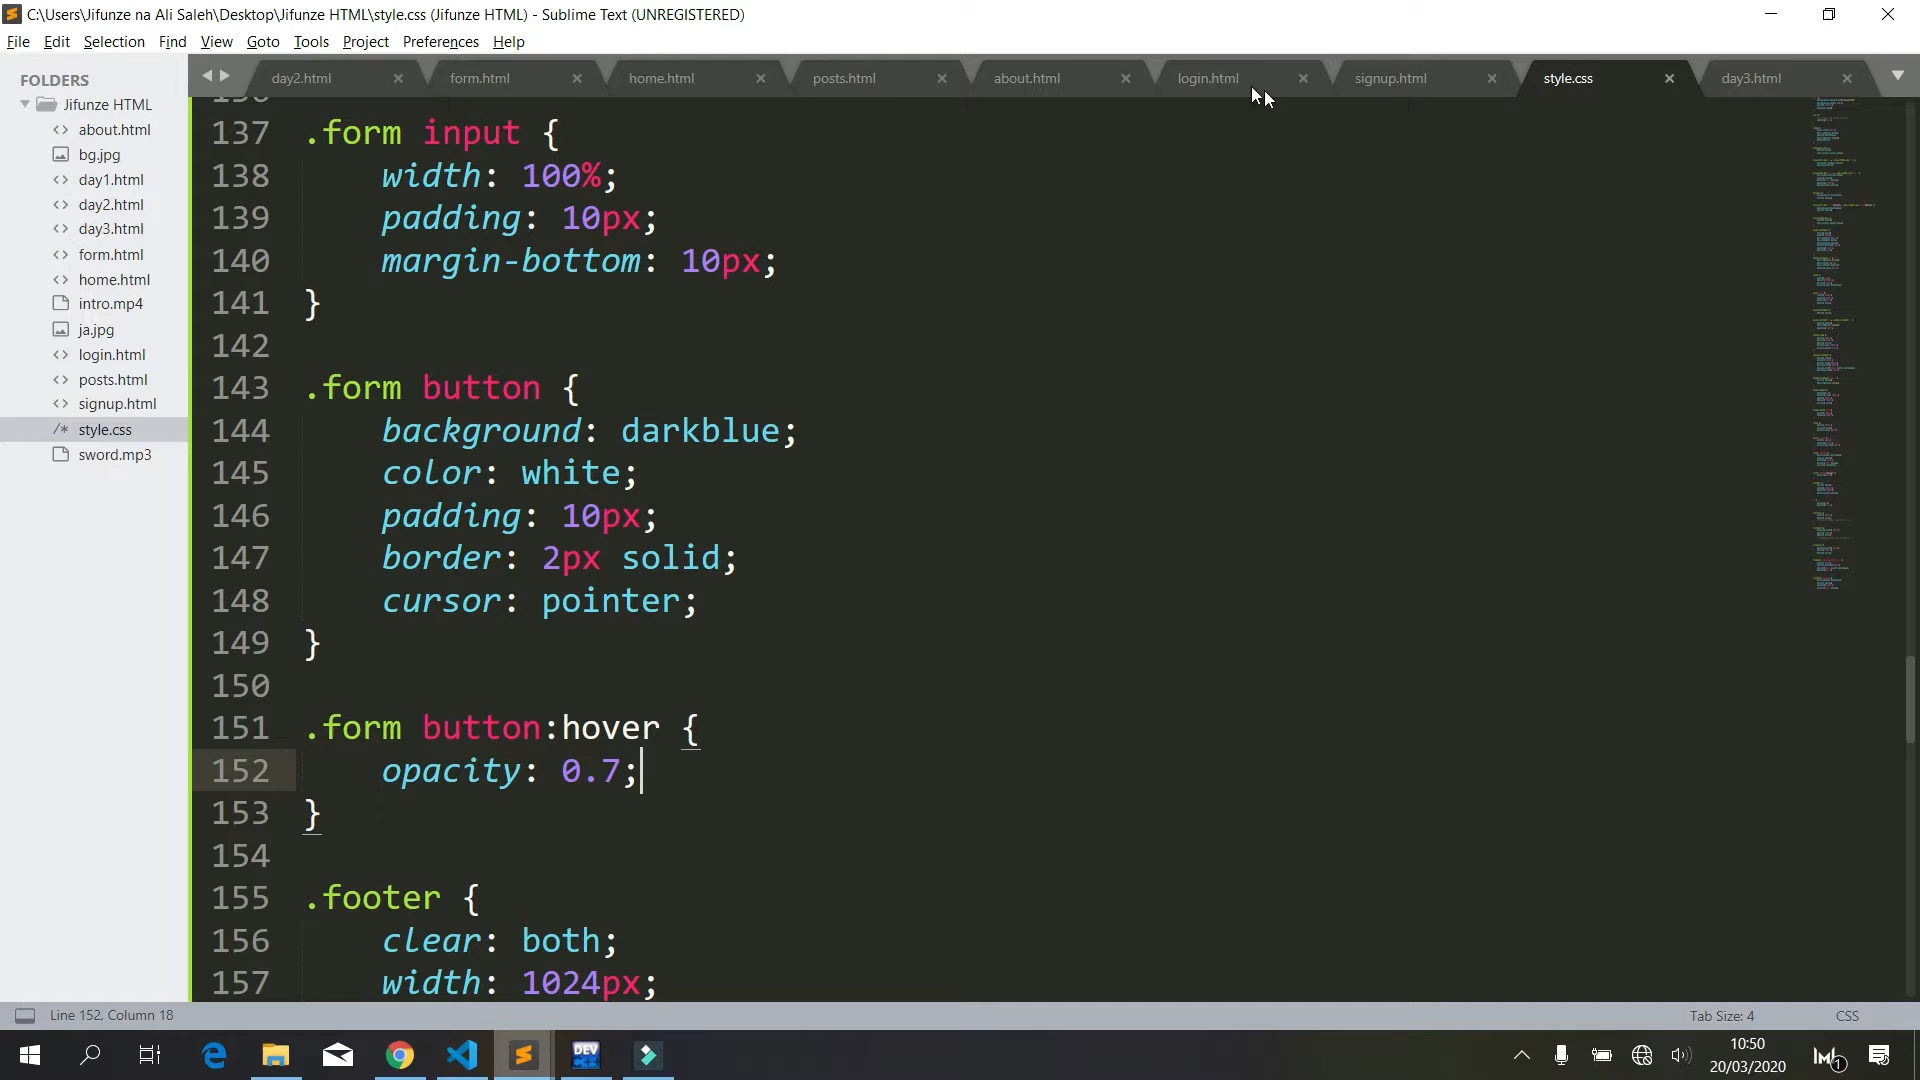 C:\Users\Jifunze na Ali Saleh\Desktop\Jifunze HTML\style.css (Jifunze HTML) - Sublime Text (UNREGISTERED)
File Edit Selection Find View Goto Tools Project Preferences Help
day2.html form.html home.html posts.html about.html login.html signup.html style.css day3.html
FOLDERS
Jifunze HTML
about.html
bg.jpg
day1.html
day2.html
day3.html
form.html
home.html
intro.mp4
ja.jpg
login.html
posts.html
signup.html
/* style.css
sword.mp3
137 .form input {
138 width: 100%;
139 padding: 10px;
140 margin-bottom: 10px;
141 }
142
143 .form button {
144 background: darkblue;
145 color: white;
146 padding: 10px;
147 border: 2px solid;
148 cursor: pointer;
149 }
150
151 .form button:hover {
152 opacity: 0.7;
153 }
154
155 .footer {
156 clear: both;
157 width: 1024px;
Line 152, Column 18
Tab Size: 4
CSS
DEV C++
10:50
20/03/2020
1